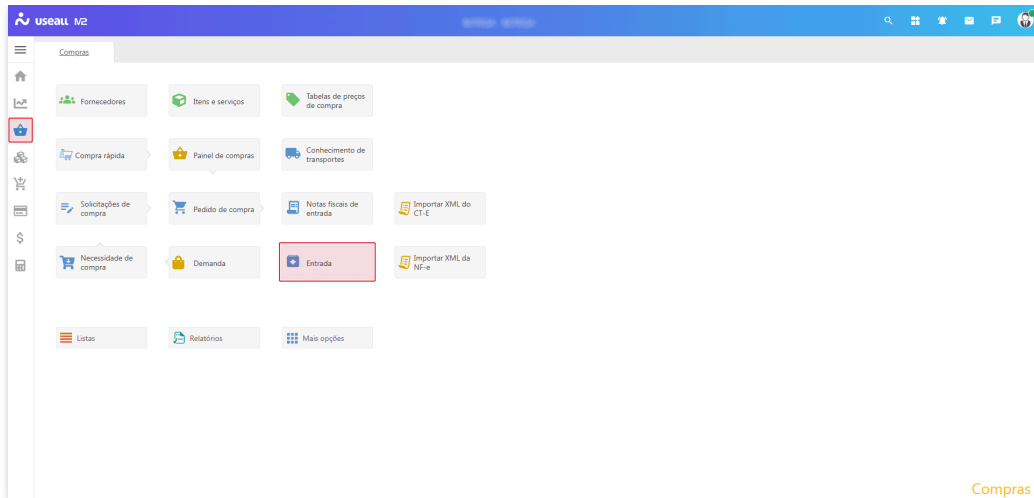 useall M2
Compras
Fornecedores
Itens e serviços
Tabelas de preços
de compra
Compra rápida
Painel de compras
Conhecimento de
transportes
Solicitações de
compra
Pedido de compra
Notas fiscais de
entrada
Importar XML do
CT-E
Necessidade de
compra
Demanda
Entrada
Importar XML da
NF-e
Listas
Relatórios
Mais opções
Compras